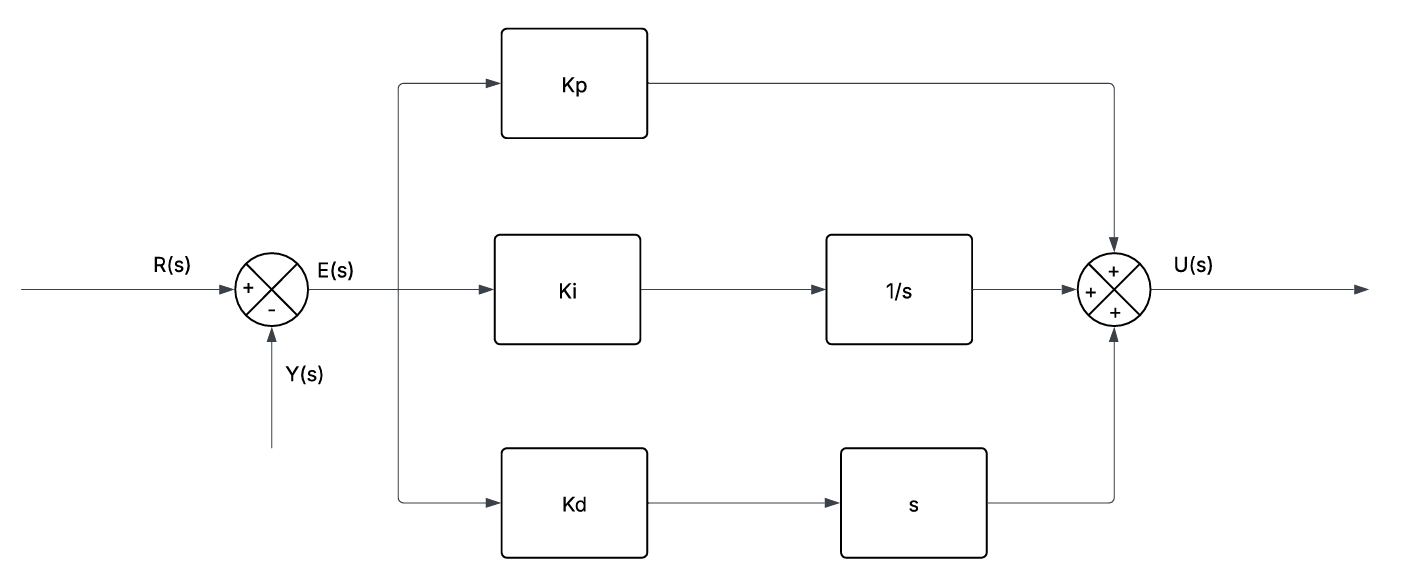 Kp
R(s)
+
-
E(s)
Y(s)
Ki
1/s
+
+
+
U(s)
Kd
s